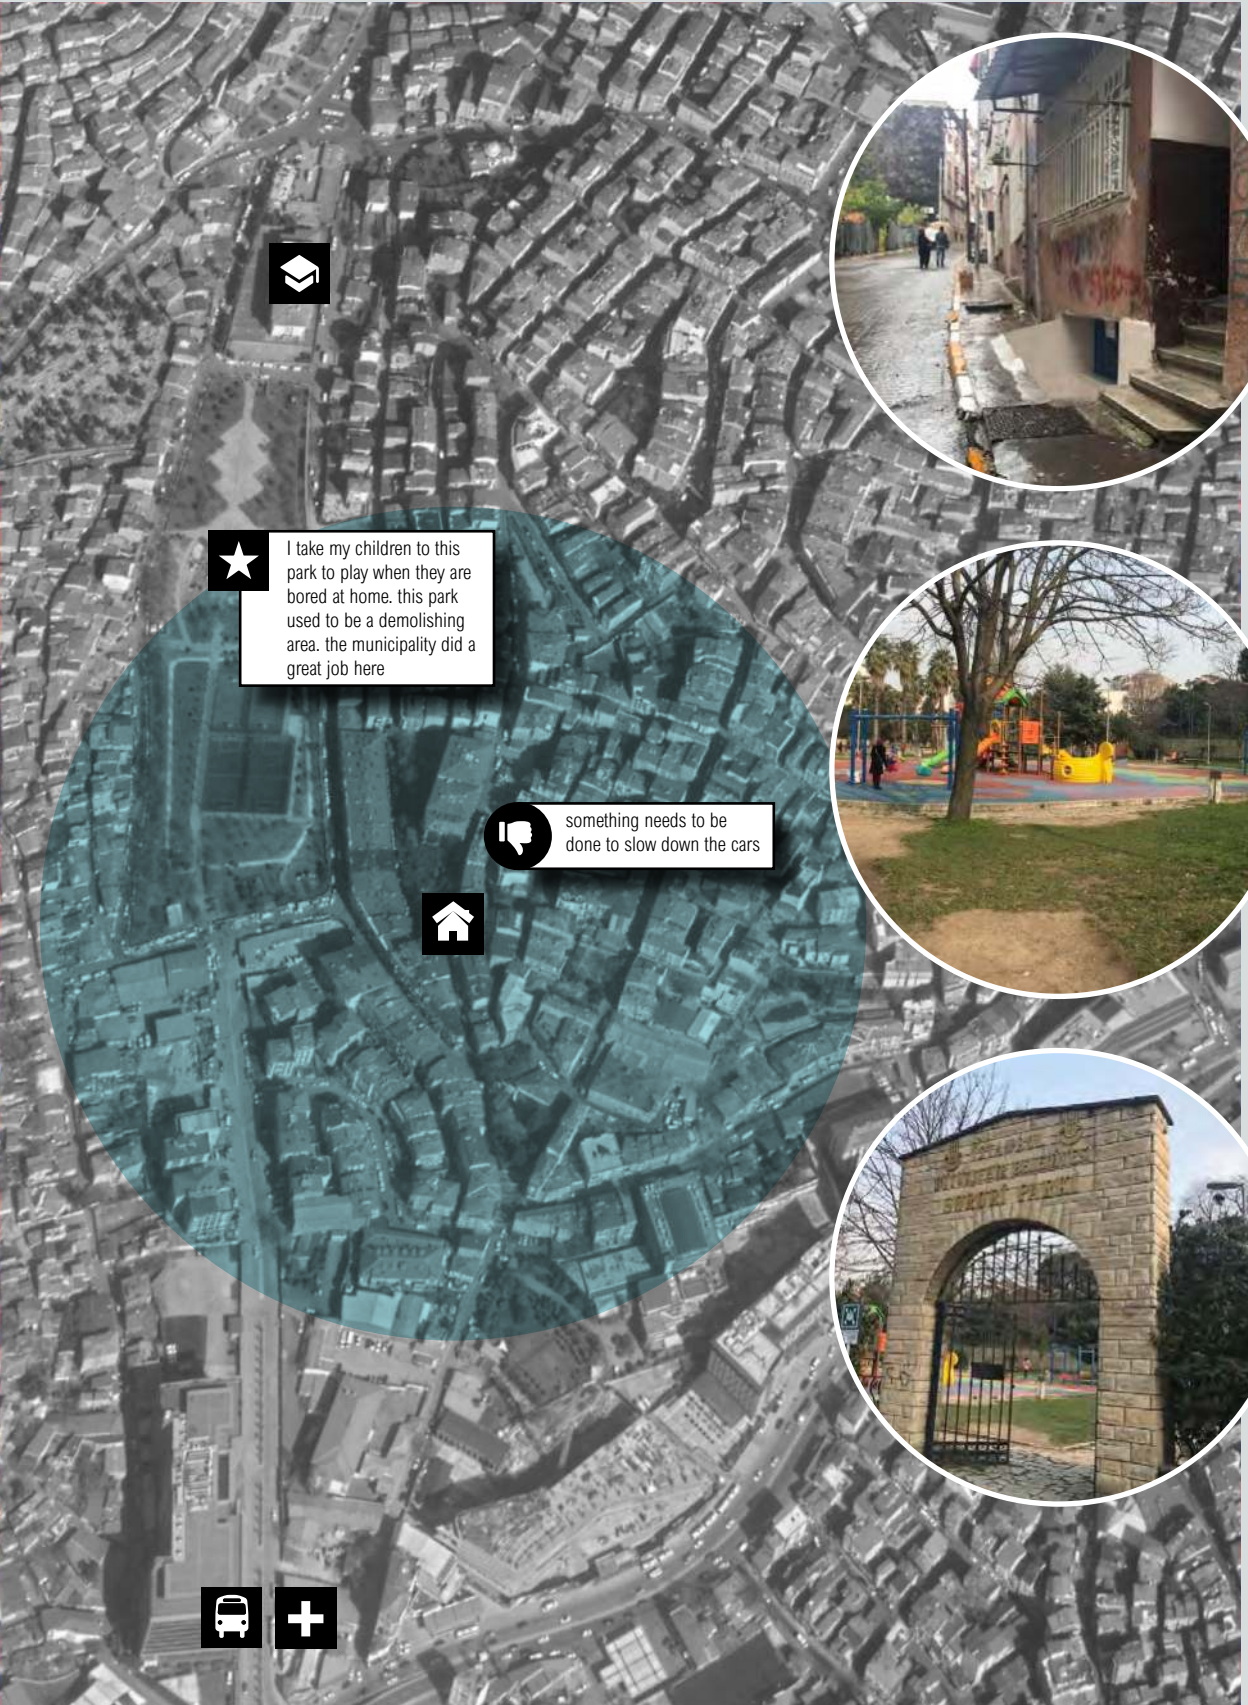 I take my children to this
park to play when they are
bored at home. this park
used to be a demolishing
area. the municipality did a
great job here
something needs to be
done to slow down the cars